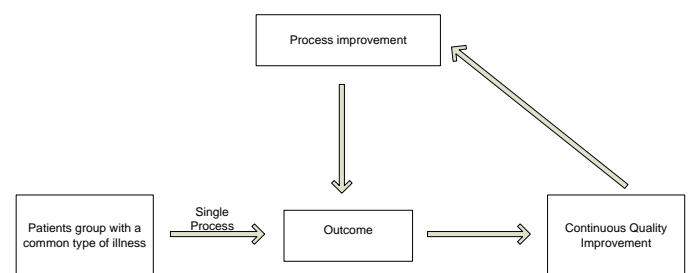 Process improvement
Single
Process
Patients group with a
common type of illness
Outcome
Continuous Quality
Improvement